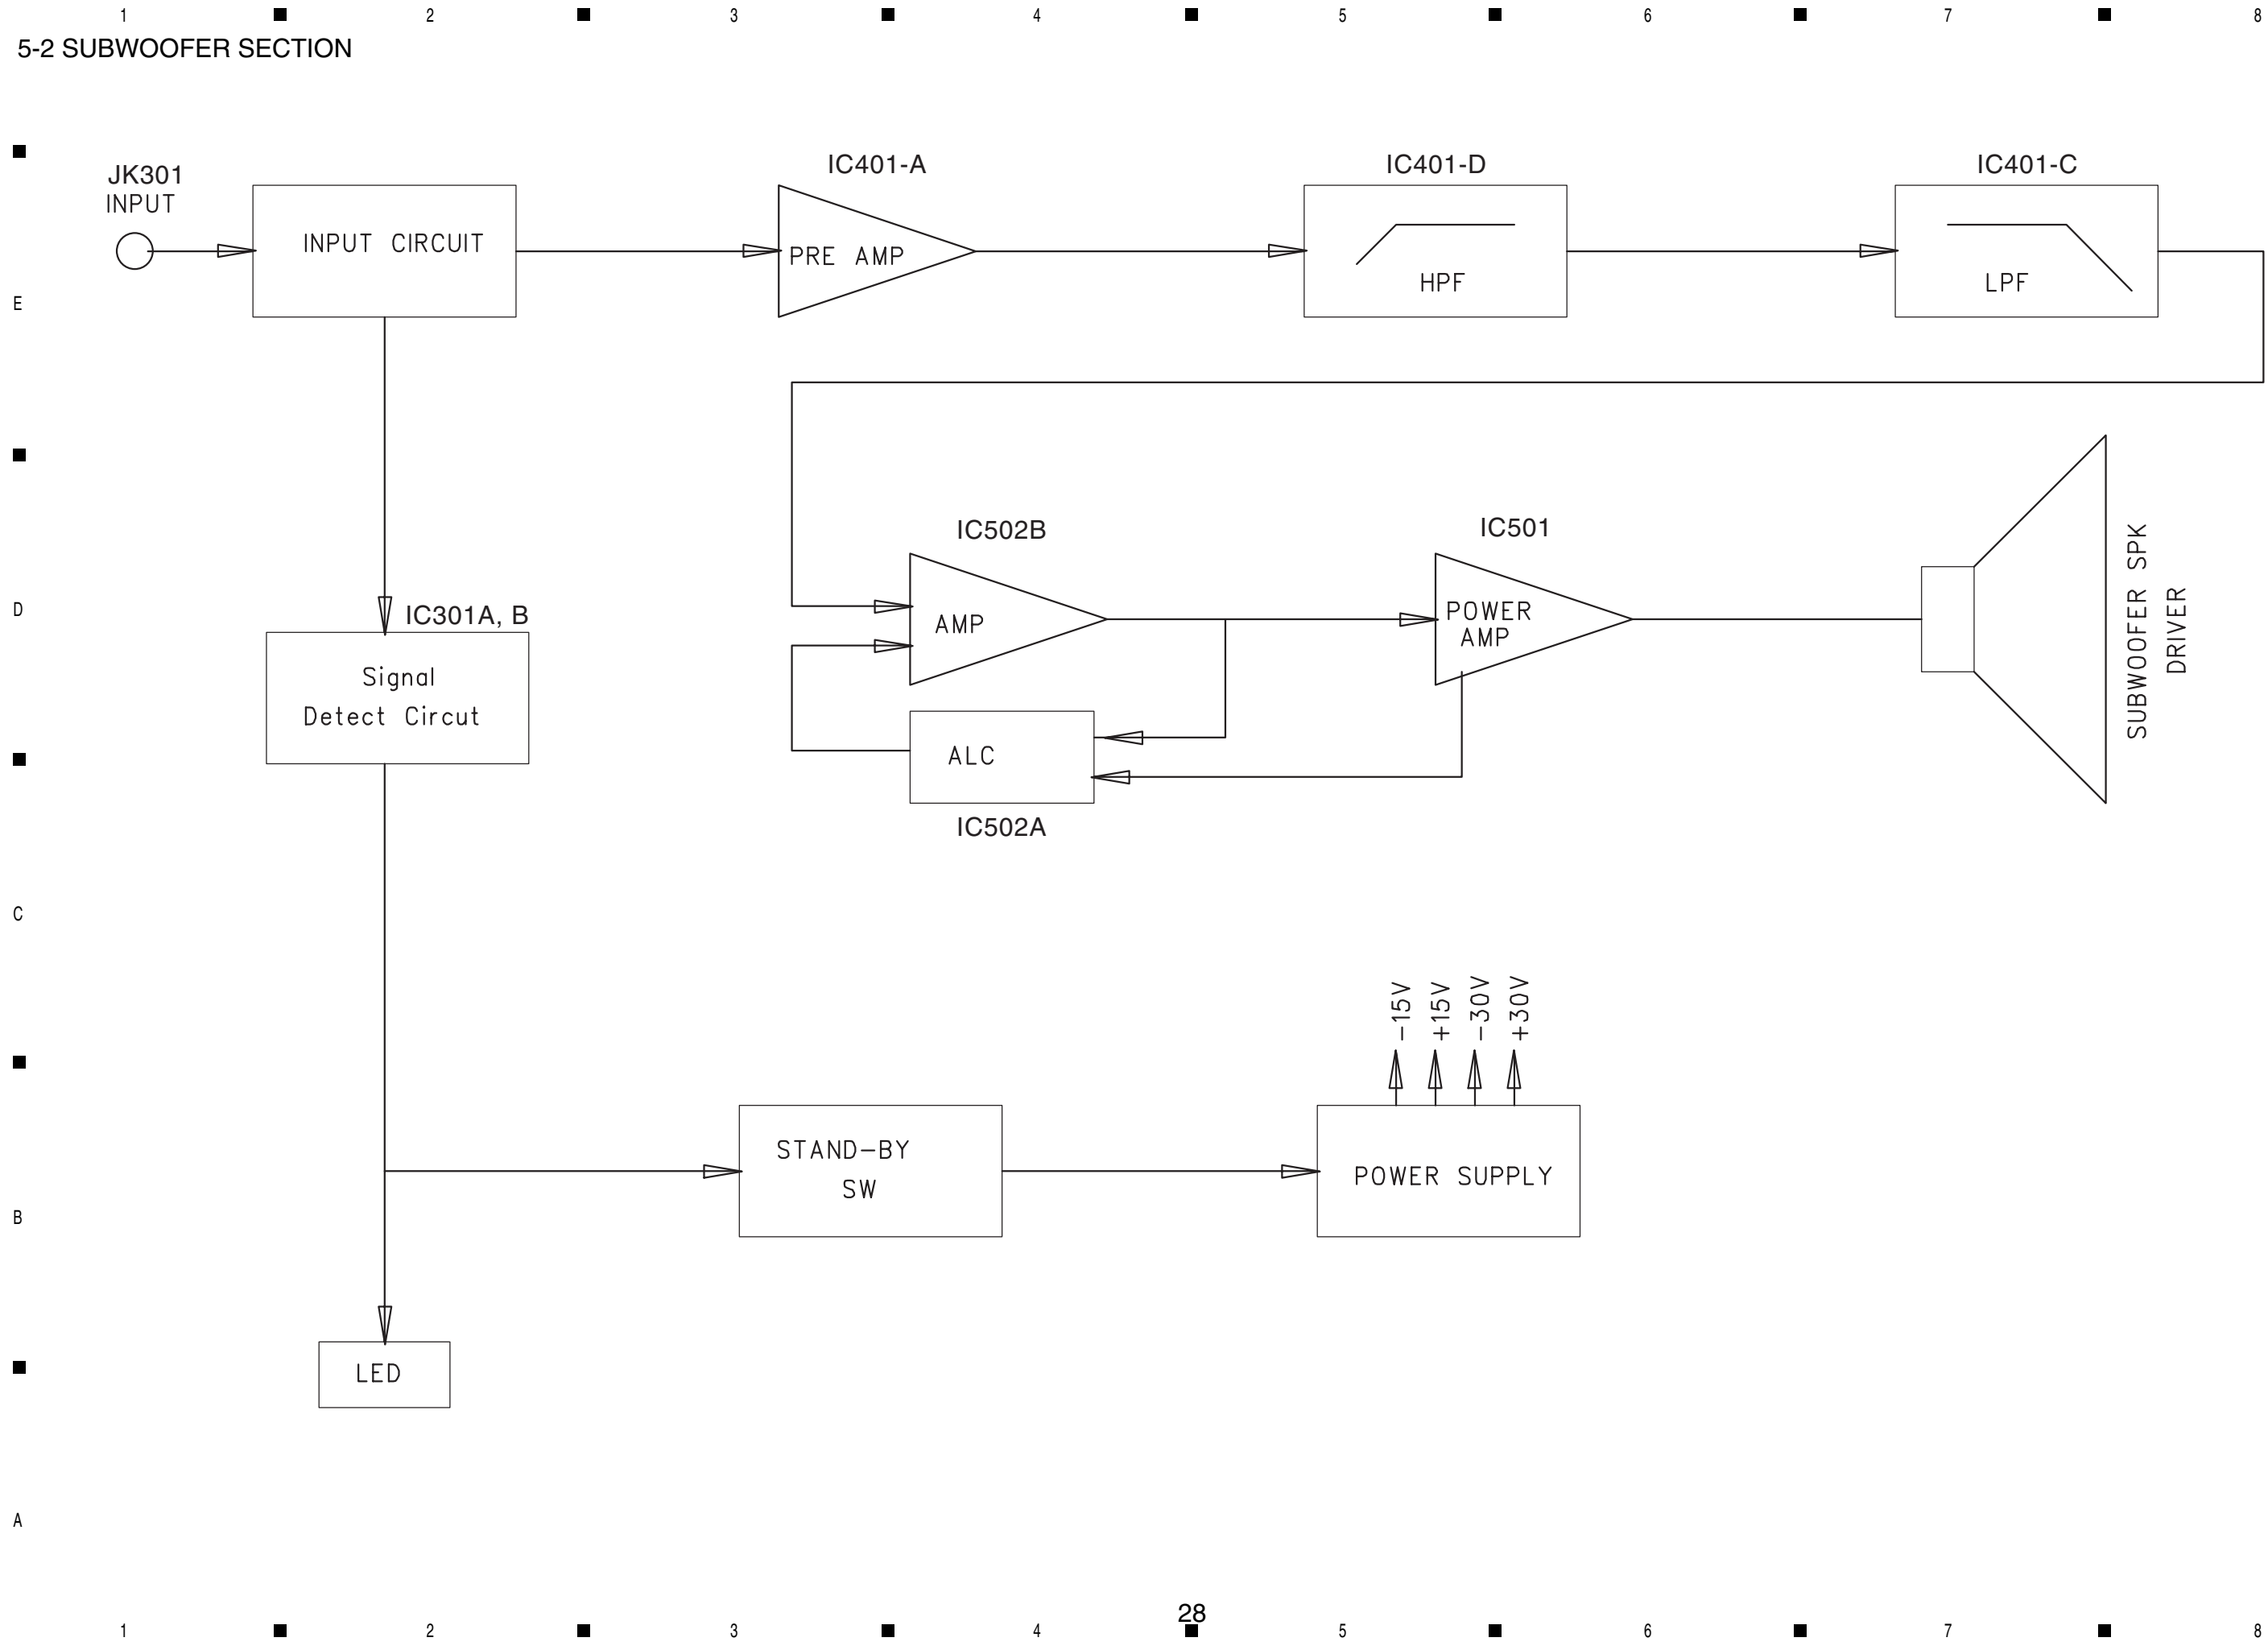 1 2 3 4 5 6 7 8
5-2 SUBWOOFER SECTION
JK301
INPUT
INPUT CIRCUIT
IC401-A
PRE AMP
IC401-D
HPF
IC401-C
LPF
E
IC502B
AMP
IC501
POWER
AMP
SUBWOOFER SPK
DRIVER
D
IC301A, B
Signal
Detect Circut
ALC
IC502A
C
-15V
+15V
-30V
+30V
STAND-BY
SW
POWER SUPPLY
B
LED
A
28
1 2 3 4 5 6 7 8